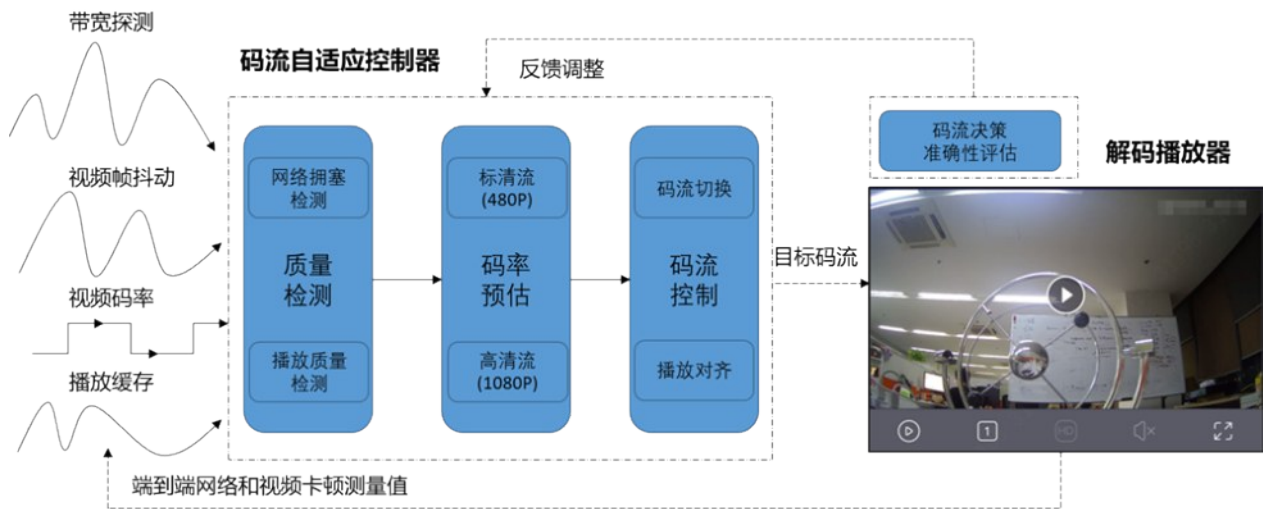 带宽探测
码流自适应控制器
反馈调整
码流决策
准确性评估
解码播放器
视频帧抖动
视频码率
播放缓存
网络拥塞
检测
质量
检测
播放质量
检测
标清流
(480P)
码率
预估
高清流
(1080P)
码流切换
码流
控制
播放对齐
目标码流
1
HD
端到端网络和视频卡顿测量值